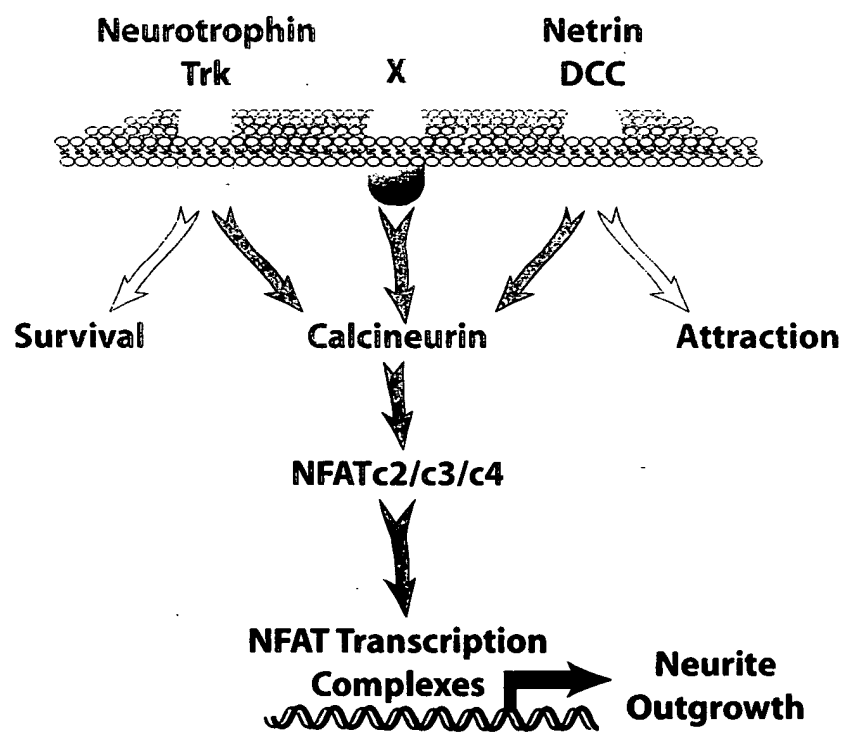 Neurotrophin
Trk
X
Netrin
DCC
Survival
Calcineurin
Attraction
NFATc2/c3/c4
NFAT Transcription
Complexes
Neurite
Outgrowth